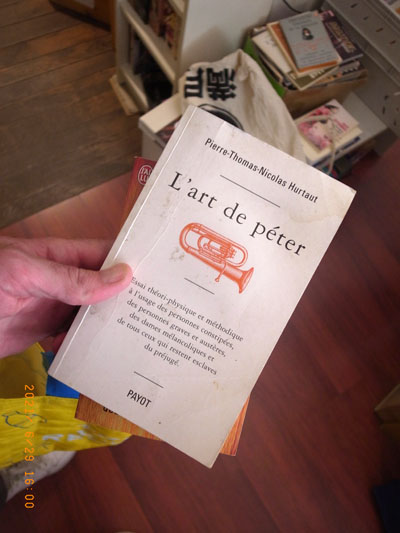 Pierre-Thomas-Nicolas Hurtaut
L'art de péter
Essai théori-physique et méthodique
à l'usage des personnes constipées,
des personnes graves et austères,
des dames mélancoliques et
de tous ceux qui restent esclaves
du préjugé.
PAYOT